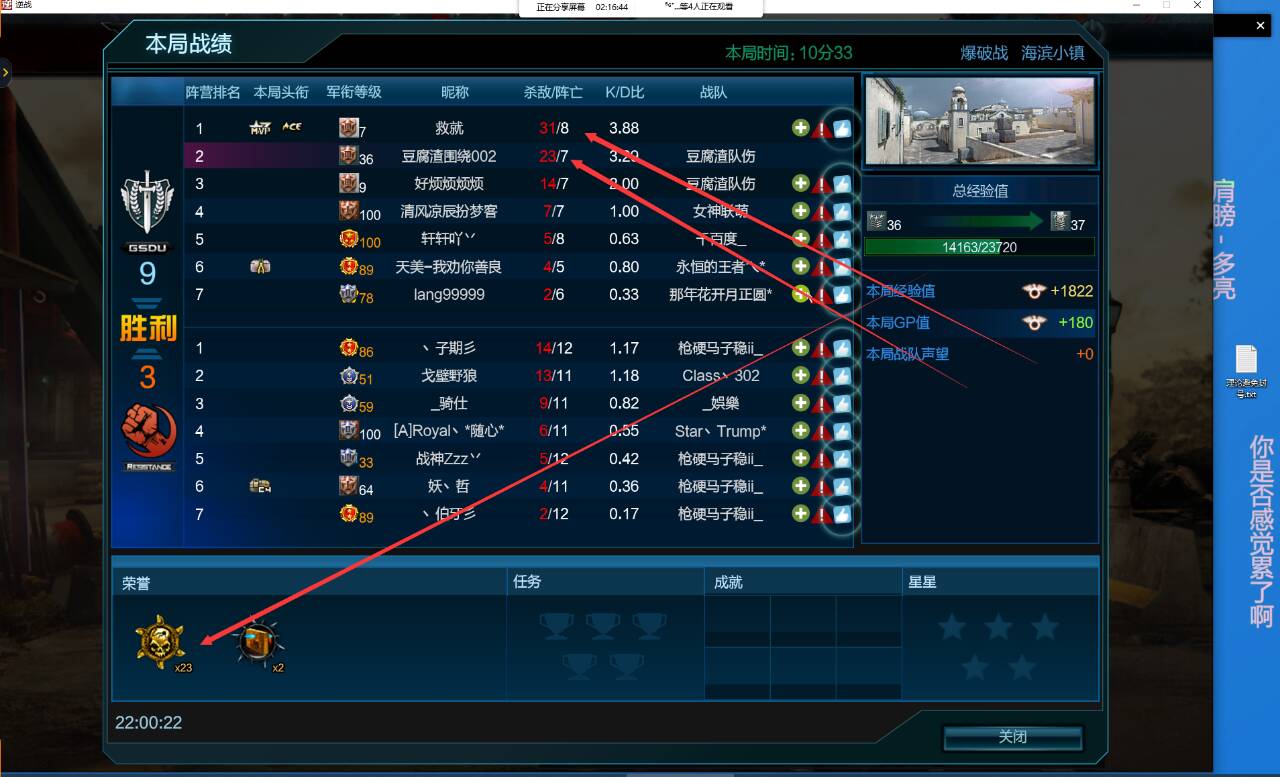 逆战
正在分享屏幕 02:16:44 ...等4人正在观看
本局战绩
本局时间: 10分33
爆破战 海滨小镇
阵营排名 本局头衔 军衔等级 昵称 杀敌/阵亡 K/D比 战队
1 MVP ACE 7 救就 31/8 3.88
2 36 豆腐渣围绕002 23/7 3.29 豆腐渣队伤
3 9 好烦烦烦烦 14/7 2.00 豆腐渣队伤
4 100 清风凉辰扮梦客 7/7 1.00 女神联萌
5 100 轩轩吖丷 5/8 0.63 千百度_
6 89 天美-我劝你善良 4/5 0.80 永恒的王者
7 78 lang99999 2/6 0.33 那年花开月正圆*
GSDU
9
胜利
3
RESISTANCE
1 86 丶子期彡 14/12 1.17 枪硬马子稳ii_
2 51 戈壁野狼 13/11 1.18 Class丶302
3 59 _骑仕 9/11 0.82 _娛樂
4 100 [A]Royal丶*随心* 6/11 0.55 Star丶Trump*
5 33 战神Zzz丷 5/12 0.42 枪硬马子稳ii_
6 C4 64 妖丶哲 4/11 0.36 枪硬马子稳ii_
7 89 丶伯牙彡 2/12 0.17 枪硬马子稳ii_
总经验值
36 37
14163/23720
本局经验值 +1822
本局GP值 +180
本局战队声望 +0
荣誉 任务 成就 星星
x23 x2
22:00:22
关闭
肩膀-多亮
理论避免封
号.txt
你是否感觉累了啊